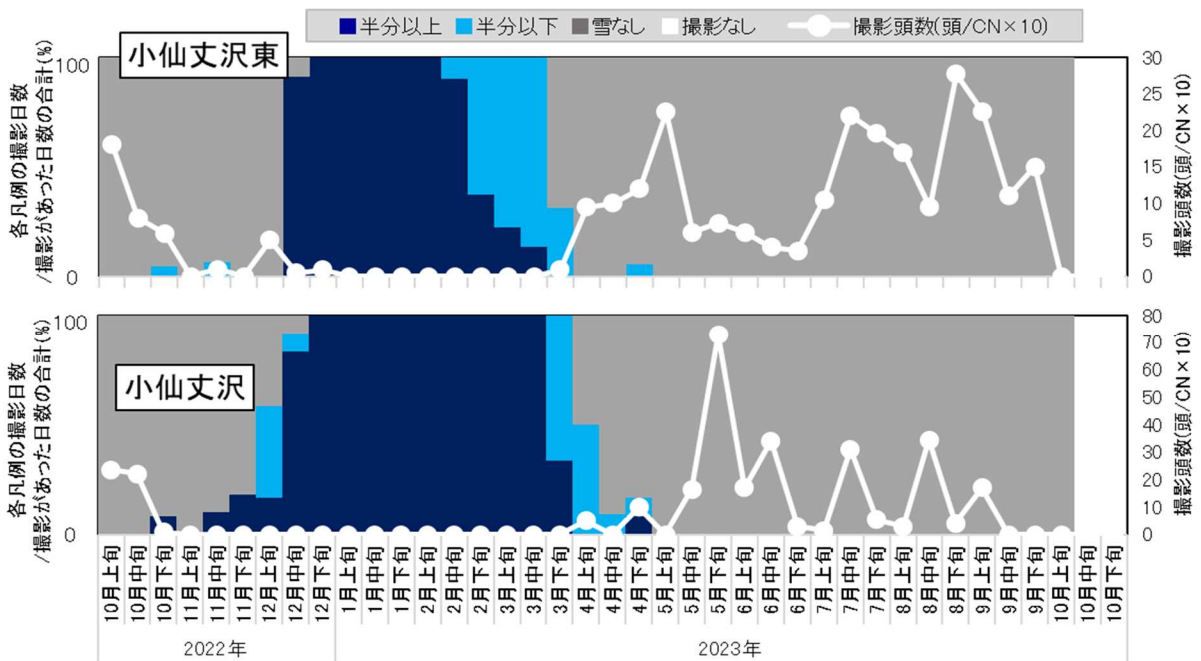 半分以上 半分以下 雪なし 撮影なし 撮影頭数(頭/CN×10)
小仙丈沢東
各凡例の撮影日数
/撮影があった日数の合計(%)
100
0
30
25
20
15
10
5
0
撮影頭数(頭/CN×10)
小仙丈沢
各凡例の撮影日数
/撮影があった日数の合計(%)
100
0
80
70
60
50
40
30
20
10
0
撮影頭数(頭/CN×10)
10月上旬
10月中旬
10月下旬
11月上旬
11月中旬
11月下旬
12月上旬
12月中旬
12月下旬
1月上旬
1月中旬
1月下旬
2月上旬
2月中旬
2月下旬
3月上旬
3月中旬
3月下旬
4月上旬
4月中旬
4月下旬
5月上旬
5月中旬
5月下旬
6月上旬
6月中旬
6月下旬
7月上旬
7月中旬
7月下旬
8月上旬
8月中旬
8月下旬
9月上旬
9月中旬
9月下旬
10月上旬
10月中旬
10月下旬
2022年
2023年